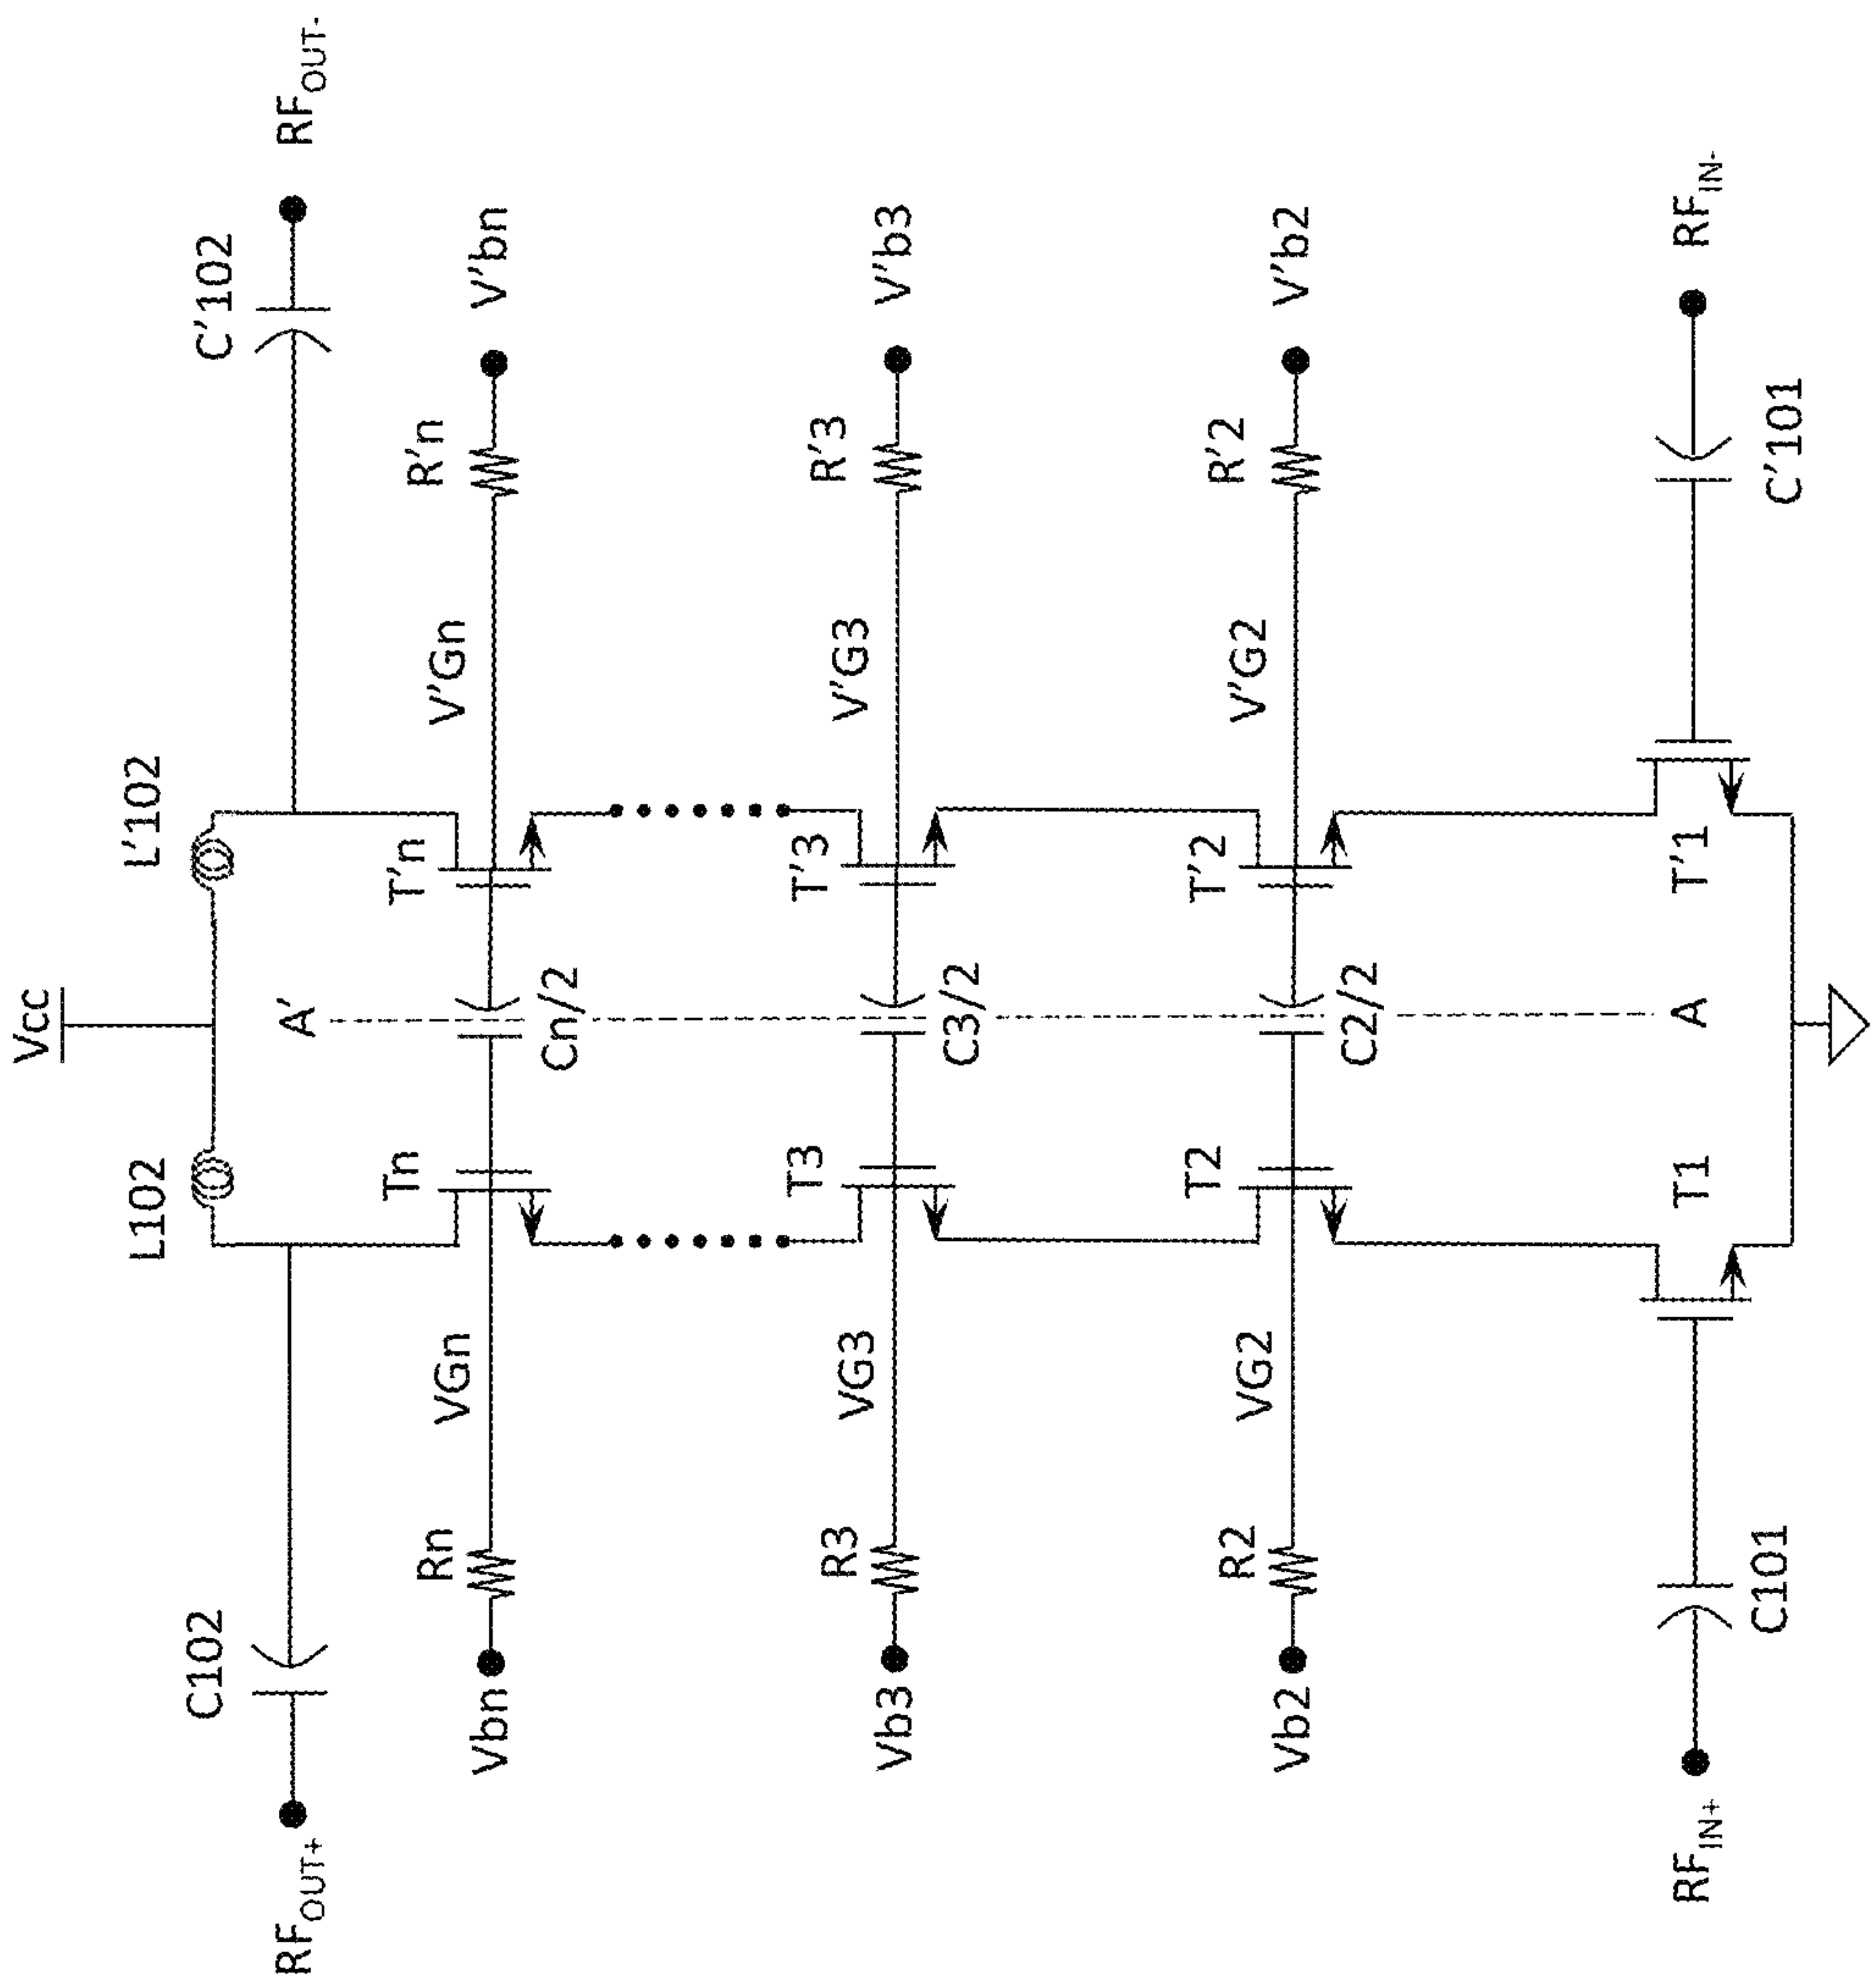 Vcc
L102
L'102
C102
C'102
RFOUT+
RFOUT-
A'
Tn
T'n
Rn
R'n
Vbn
VGn
V'Gn
V'bn
Cn/2
T3
T'3
R3
R'3
Vb3
VG3
V'G3
V'b3
C3/2
T2
T'2
R2
R'2
Vb2
VG2
V'G2
V'b2
C2/2
T1
A
T'1
RFIN+
RFIN-
C101
C'101